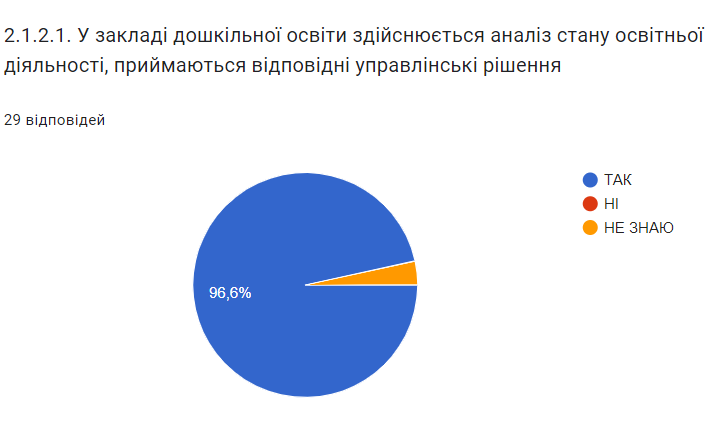 2.1.2.1. У закладі дошкільної освіти здійснюється аналіз стану освітньої
діяльності, приймаються відповідні управлінські рішення
29 відповідей
ТАК
НІ
НЕ ЗНАЮ
96,6%